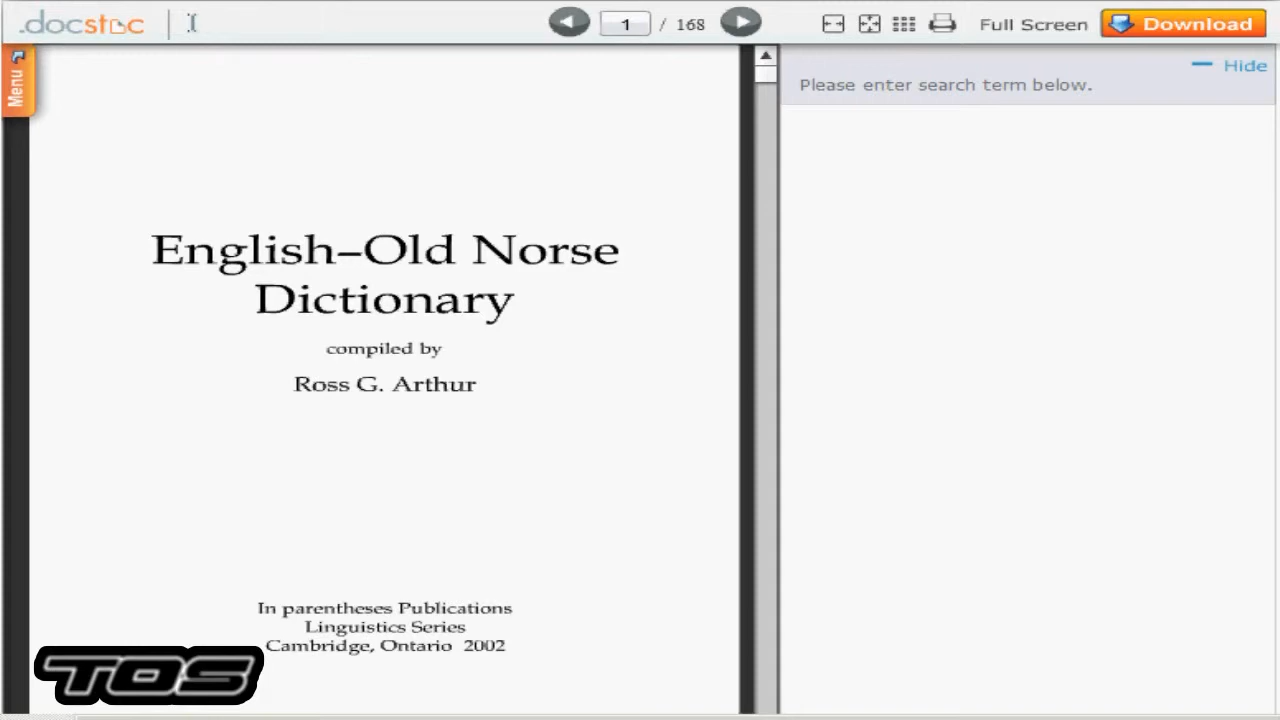 .docstoc
1 / 168
Full Screen
Download
Menu
Hide
Please enter search term below.
English–Old Norse
Dictionary
compiled by
Ross G. Arthur
In parentheses Publications
Linguistics Series
Cambridge, Ontario 2002
TOS